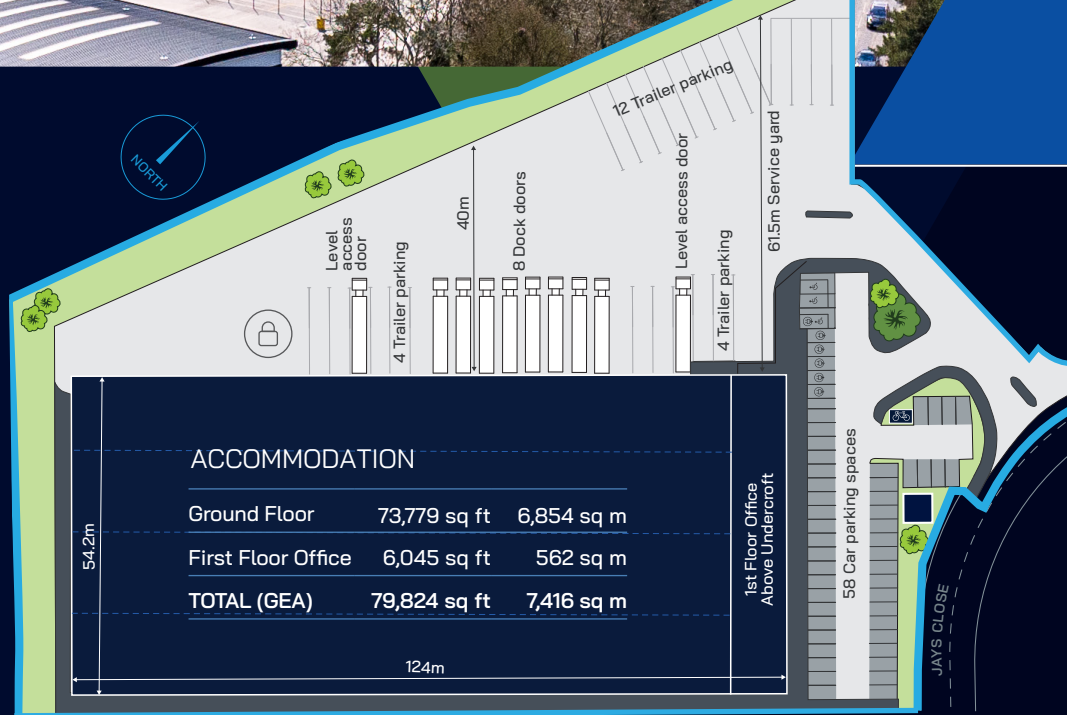 12 Trailer parking
NORTH
Level
access
door
4 Trailer parking
40m
8 Dock doors
Level access door
4 Trailer parking
61.5m Service yard
ACCOMMODATION
Ground Floor 73,779 sq ft 6,854 sq m
First Floor Office 6,045 sq ft 562 sq m
TOTAL (GEA) 79,824 sq ft 7,416 sq m
54.2m
124m
1st Floor Office
Above Undercroft
58 Car parking spaces
JAYS CLOSE